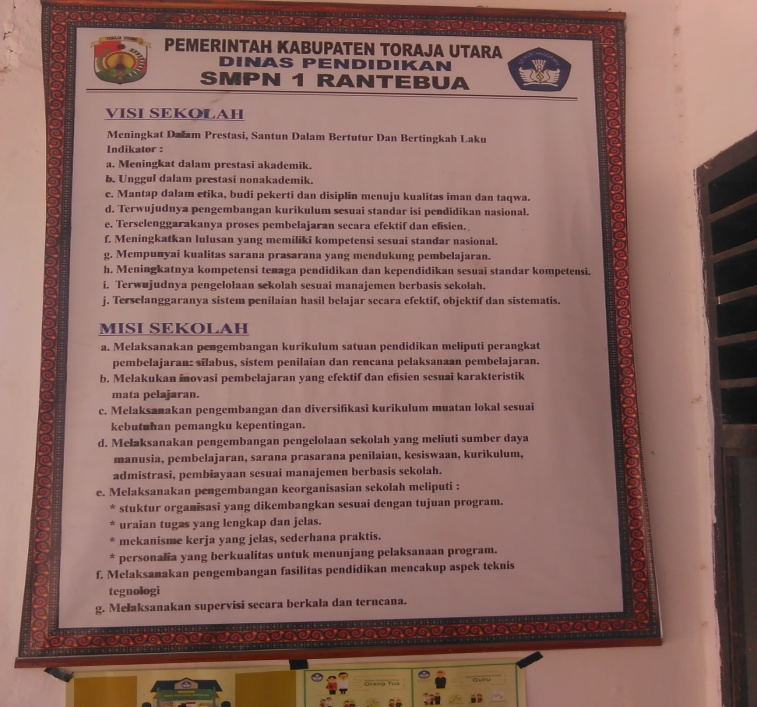 PEMERINTAH KABUPATEN TORAJA UTARA
DINAS PENDIDIKAN
SMPN 1 RANTEBUA
VISI SEKOLAH
Meningkat Dalam Prestasi, Santun Dalam Bertutur Dan Bertingkah Laku
Indikator :
a. Meningkat dalam prestasi akademik.
b. Unggul dalam prestasi nonakademik.
c. Mantap dalam etika, budi pekerti dan disiplin menuju kualitas iman dan taqwa.
d. Terwujudnya pengembangan kurikulum sesuai standar isi pendidikan nasional.
e. Terselenggarakanya proses pembelajaran secara efektif dan efisien.
f. Meningkatkan lulusan yang memiliki kompetensi sesuai standar nasional.
g. Mempunyai kualitas sarana prasarana yang mendukung pembelajaran.
h. Meningkatnya kompetensi tenaga pendidikan dan kependidikan sesuai standar kompetensi.
i. Terwujudnya pengelolaan sekolah sesuai manajemen berbasis sekolah.
j. Terselanggaranya sistem penilaian hasil belajar secara efektif, objektif dan sistematis.
MISI SEKOLAH
a. Melaksanakan pengembangan kurikulum satuan pendidikan meliputi perangkat
pembelajaran: silabus, sistem penilaian dan rencana pelaksanaan pembelajaran.
b. Melakukan inovasi pembelajaran yang efektif dan efisien sesuai karakteristik
mata pelajaran.
c. Melaksanakan pengembangan dan diversifikasi kurikulum muatan lokal sesuai
kebutuhan pemangku kepentingan.
d. Melaksanakan pengembangan pengelolaan sekolah yang meliuti sumber daya
manusia, pembelajaran, sarana prasarana penilaian, kesiswaan, kurikulum,
admistrasi, pembiayaan sesuai manajemen berbasis sekolah.
e. Melaksanakan pengembangan keorganisasian sekolah meliputi :
* stuktur organisasi yang dikembangkan sesuai dengan tujuan program.
* uraian tugas yang lengkap dan jelas.
* mekanisme kerja yang jelas, sederhana praktis.
* personalia yang berkualitas untuk menunjang pelaksanaan program.
f. Melaksanakan pengembangan fasilitas pendidikan mencakup aspek teknis
tegnologi
g. Melaksanakan supervisi secara berkala dan terncana.
Orang Tua
Guru